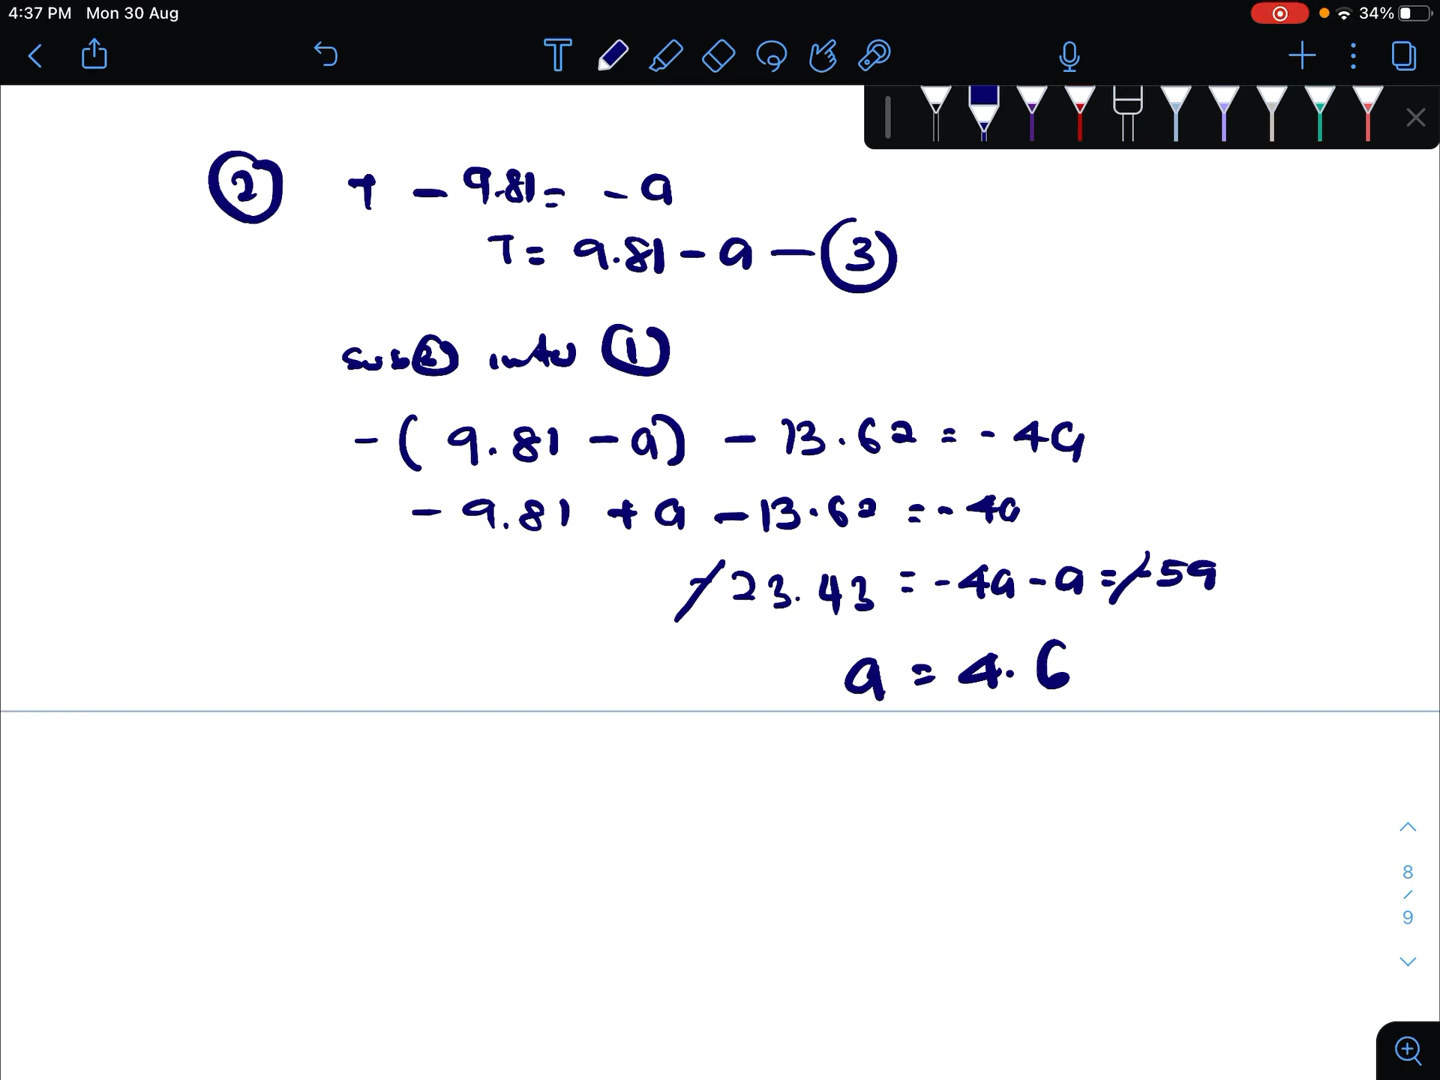 4:37 PM Mon 30 Aug 34%
T
② T - 9.81 = - a
T = 9.81 - a - ③
sub ② into ①
- ( 9.81 - a ) - 13.62 = - 4a
- 9.81 + a - 13.62 = - 4a
- 23.43 = - 4a - a = - 5a
a = 4.6
8
/
9